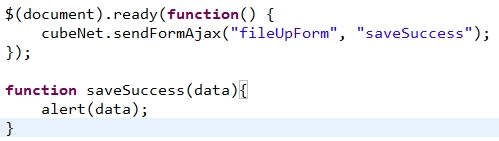 $(document).ready(function() {
    cubeNet.sendFormAjax("fileUpForm", "saveSuccess");
});

function saveSuccess(data){
    alert(data);
}